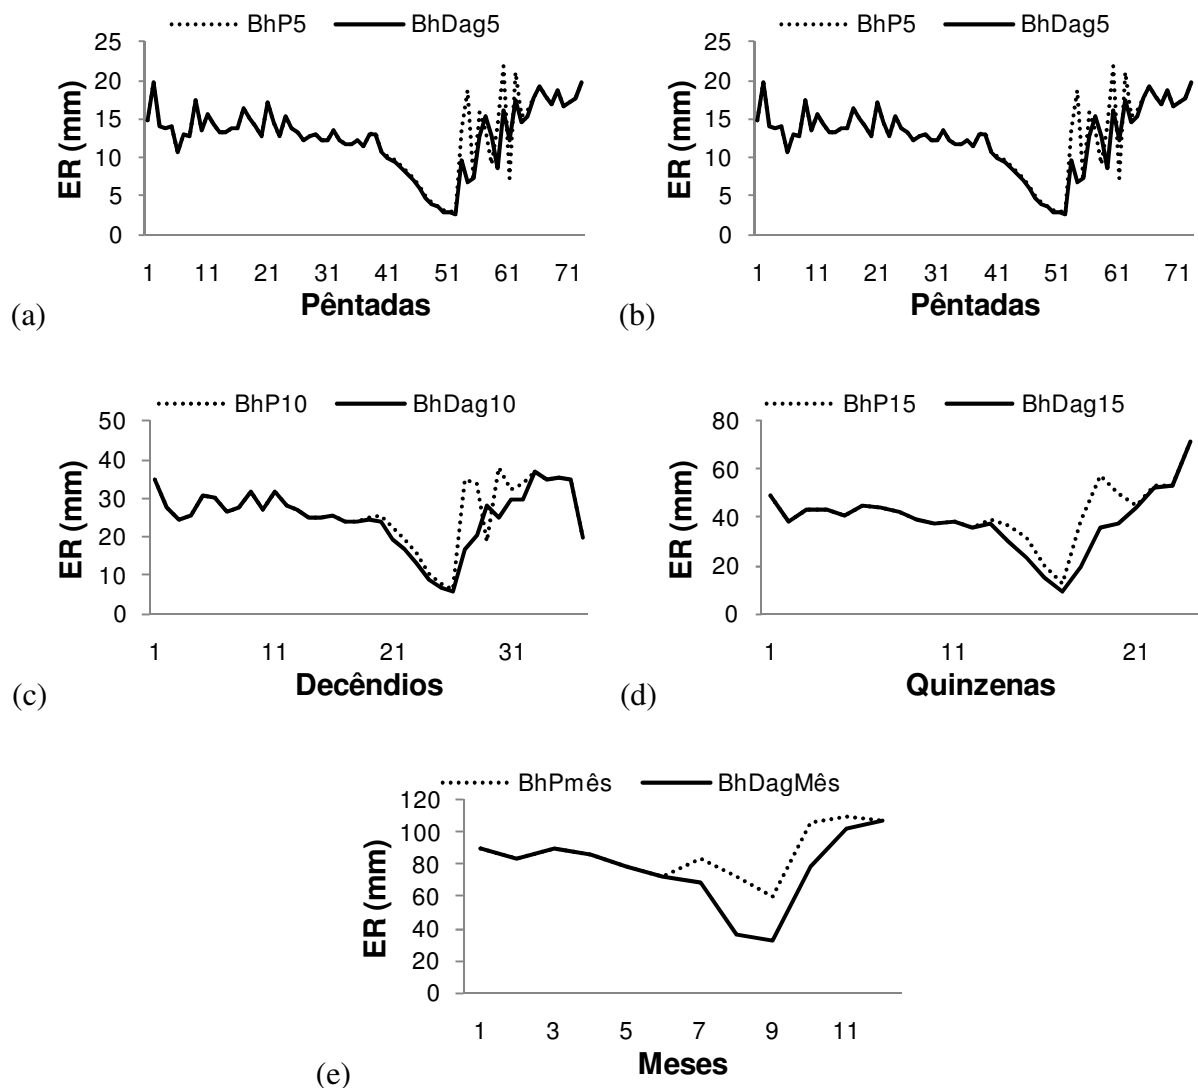 BhP5 BhDag5
25
20
15
10
5
0
ER (mm)
1 11 21 31 41 51 61 71
Pêntadas
(a)
BhP5 BhDag5
25
20
15
10
5
0
ER (mm)
1 11 21 31 41 51 61 71
Pêntadas
(b)
BhP10 BhDag10
50
40
30
20
10
0
ER (mm)
1 11 21 31
Decêndios
(c)
BhP15 BhDag15
80
60
40
20
0
ER (mm)
1 11 21
Quinzenas
(d)
BhPmês BhDagMês
120
100
80
60
40
20
0
ER (mm)
1 3 5 7 9 11
Meses
(e)